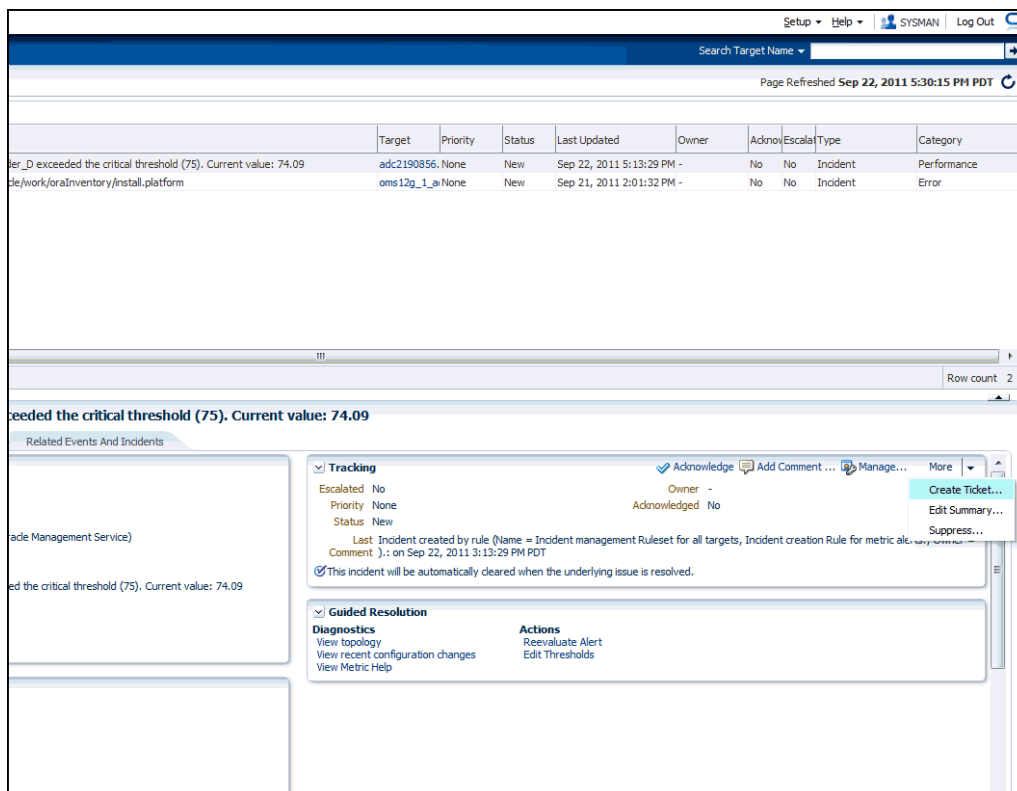 Setup Help SYSMAN Log Out
Search Target Name
Page Refreshed Sep 22, 2011 5:30:15 PM PDT
Target Priority Status Last Updated Owner Acknov Escalat Type Category
der_D exceeded the critical threshold (75). Current value: 74.09 adc2190856. None New Sep 22, 2011 5:13:29 PM - No No Incident Performance
cle/work/oraInventory/install.platform oms12g_1_a None New Sep 21, 2011 2:01:32 PM - No No Incident Error
Row count 2
ceeded the critical threshold (75). Current value: 74.09
Related Events And Incidents
Tracking Acknowledge Add Comment ... Manage... More
Escalated No Owner -
Priority None Acknowledged No
Status New
Create Ticket...
Edit Summary...
Suppress...
racle Management Service)
Last Incident created by rule (Name = Incident management Ruleset for all targets, Incident creation Rule for metric alerts., Owner =
Comment ).: on Sep 22, 2011 3:13:29 PM PDT
This incident will be automatically cleared when the underlying issue is resolved.
ed the critical threshold (75). Current value: 74.09
Guided Resolution
Diagnostics Actions
View topology Reevaluate Alert
View recent configuration changes Edit Thresholds
View Metric Help